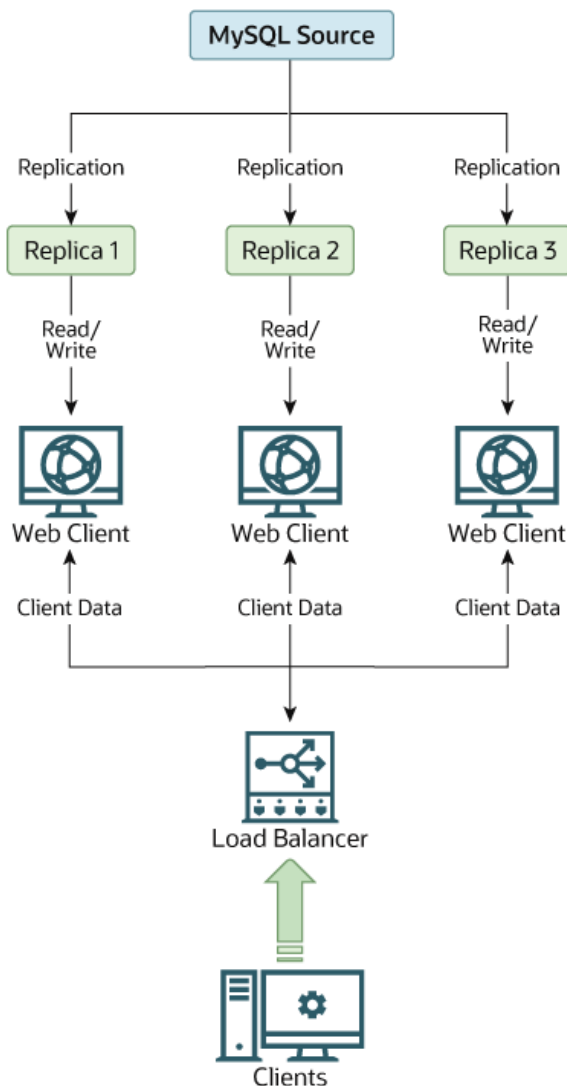 MySQL Source
Replication
Replication
Replication
Replica 1
Replica 2
Replica 3
Read/
Write
Read/
Write
Read/
Write
Web Client
Web Client
Web Client
Client Data
Client Data
Client Data
Load Balancer
Clients